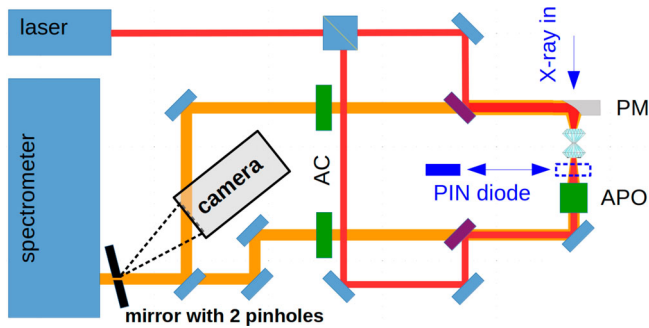 laser
X-ray in
PM
AC
camera
PIN diode
APO
spectrometer
mirror with 2 pinholes